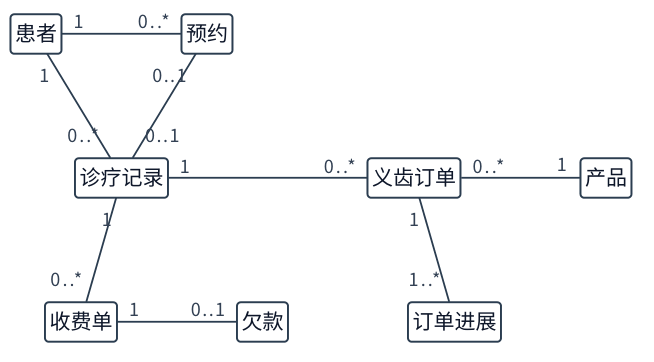 患者 1 0..* 预约
1 0..1
0..* 0..1
诊疗记录 1 0..* 义齿订单 0..* 1 产品
1 1
0..* 1..*
收费单 1 0..1 欠款 订单进展